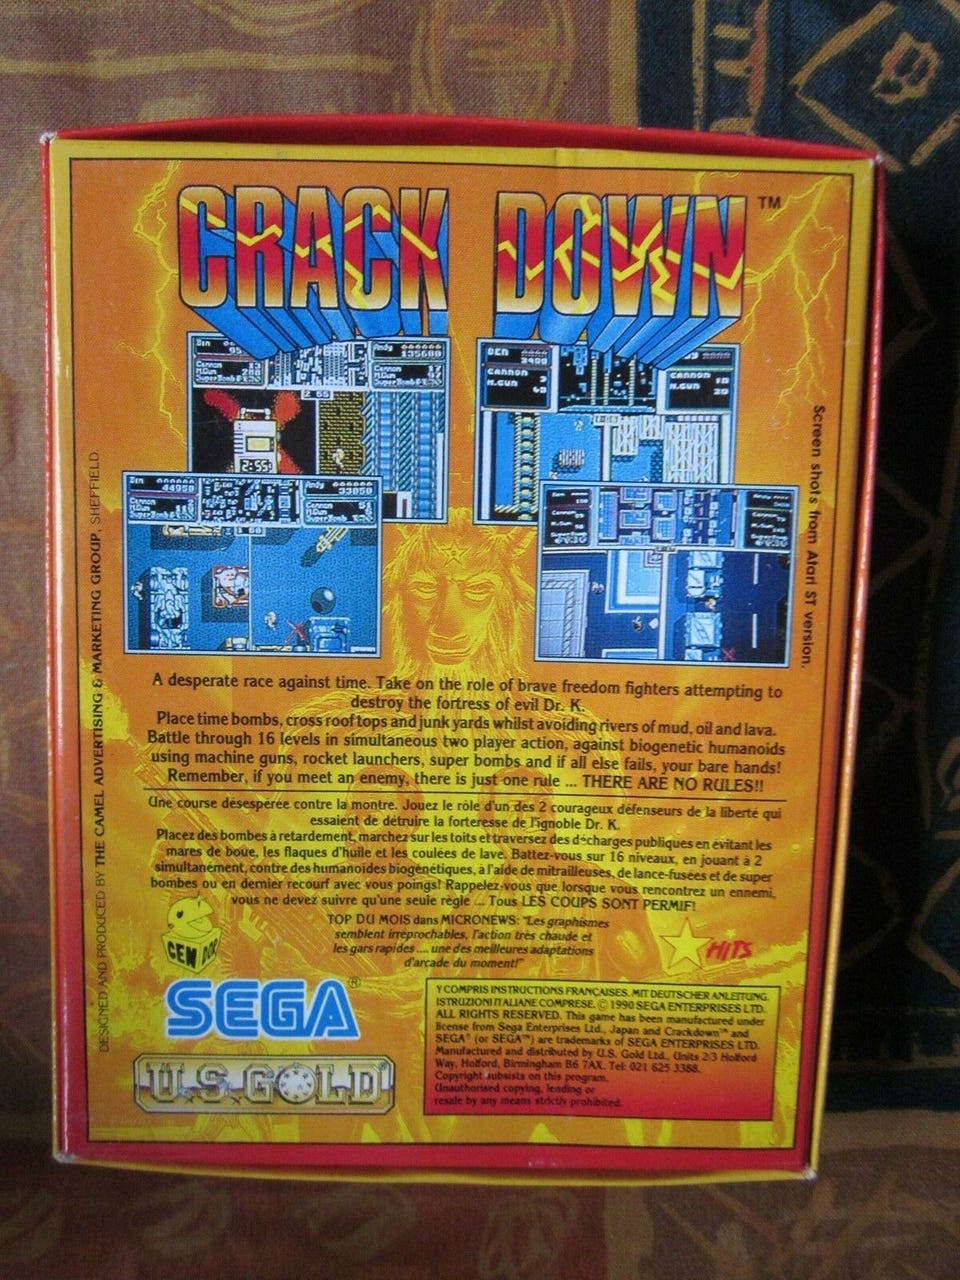 CRACK DOWN™
Screen shots from Atari ST version.
DESIGNED AND PRODUCED BY THE CAMEL ADVERTISING & MARKETING GROUP, SHEFFIELD
A desperate race against time. Take on the role of brave freedom fighters attempting to
destroy the fortress of evil Dr. K.
Place time bombs, cross roof tops and junk yards whilst avoiding rivers of mud, oil and lava.
Battle through 16 levels in simultaneous two player action, against biogenetic humanoids
using machine guns, rocket launchers, super bombs and if all else fails, your bare hands!
Remember, if you meet an enemy, there is just one rule ... THERE ARE NO RULES!!
Une course désespérée contre la montre. Jouez le rôle d'un des 2 courageux défenseurs de la liberté qui
essaient de détruire la forteresse de l'ignoble Dr. K.
Placez des bombes à retardement, marchez sur les toits et traversez des décharges publiques en évitant les
mares de boue, les flaques d'huile et les coulées de lave. Battez-vous sur 16 niveaux, en jouant à 2
simultanément, contre des humanoïdes biogénétiques, à l'aide de mitrailleuses, de lance-fusées et de super
bombes ou en dernier recourf avec vous poings! Rappelez-vous que lorsque vous rencontrez un ennemi,
vous ne devez suivre qu'une seule règle ... Tous LES COUPS SONT PERMIF!
TOP DU MOIS dans MICRONEWS: "Les graphismes
semblent irréprochables, l'action très chaude et
les gars rapides .... une des meilleures adaptations
d'arcade du moment!"
GEN DOR
HITS
SEGA®
U.S. GOLD®
Y COMPRIS INSTRUCTIONS FRANÇAISES. MIT DEUTSCHER ANLEITUNG.
ISTRUZIONI ITALIANE COMPRESE. © 1990 SEGA ENTERPRISES LTD.
ALL RIGHTS RESERVED. This game has been manufactured under
license from Sega Enterprises Ltd., Japan and Crackdown™ and
SEGA® (or SEGA™) are trademarks of SEGA ENTERPRISES LTD.
Manufactured and distributed by U.S. Gold Ltd., Units 2/3 Holford
Way, Holford, Birmingham B6 7AX. Tel: 021 625 3388.
Copyright subsists on this program.
Unauthorised copying, lending or
resale by any means strictly prohibited.